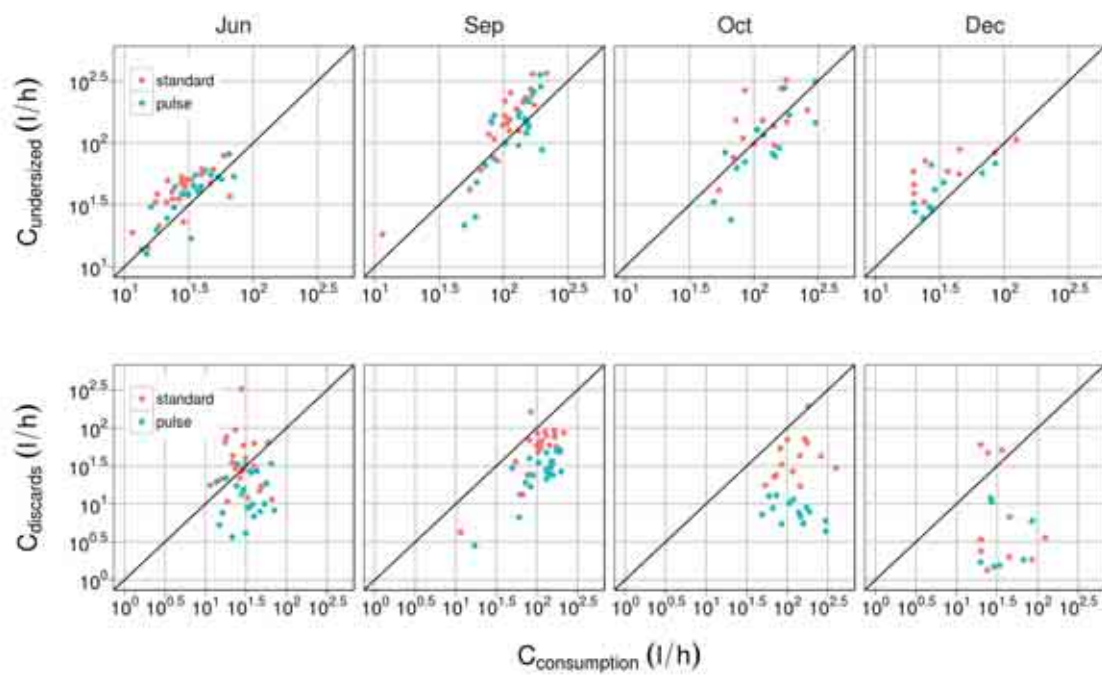 Jun Sep Oct Dec
C_undersized (l/h)
10^2.5
10^2
10^1.5
10^1
standard
pulse
10^1 10^1.5 10^2 10^2.5 10^1 10^1.5 10^2 10^2.5 10^1 10^1.5 10^2 10^2.5 10^1 10^1.5 10^2 10^2.5
C_discards (l/h)
10^2.5
10^2
10^1.5
10^1
10^0.5
10^0
standard
pulse
10^0 10^0.5 10^1 10^1.5 10^2 10^2.5 10^0 10^0.5 10^1 10^1.5 10^2 10^2.5 10^0 10^0.5 10^1 10^1.5 10^2 10^2.5 10^0 10^0.5 10^1 10^1.5 10^2 10^2.5
C_consumption (l/h)